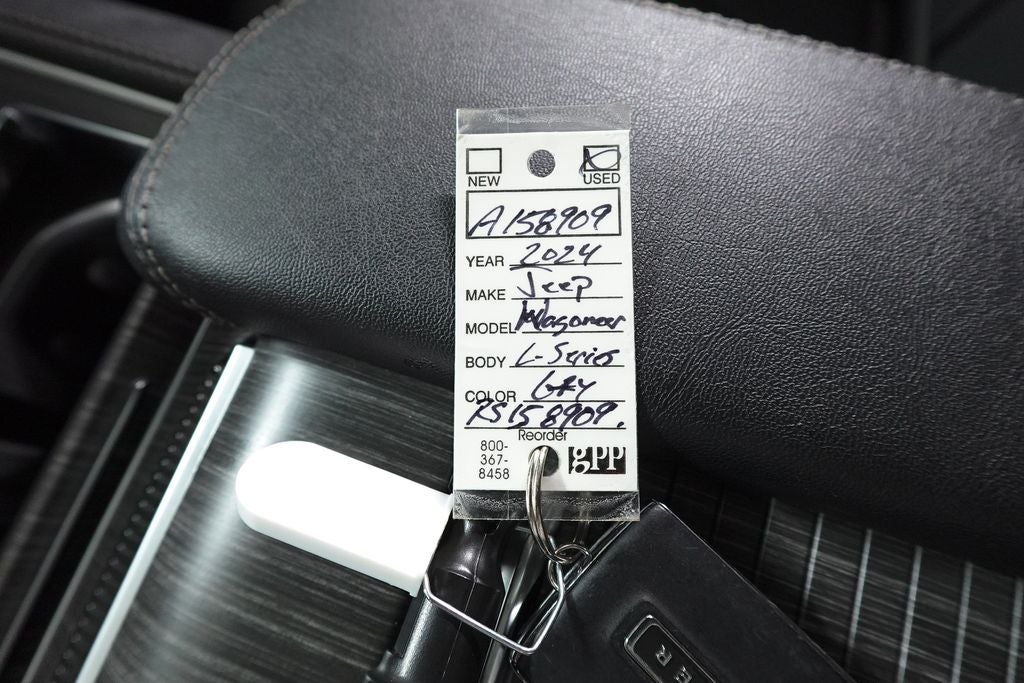 NEW USED
A158909
YEAR 2024
MAKE Jeep
MODEL Wagoneer
BODY L-Series
COLOR Gry
RS158909.
Reorder
800-
367-
8458
gPP